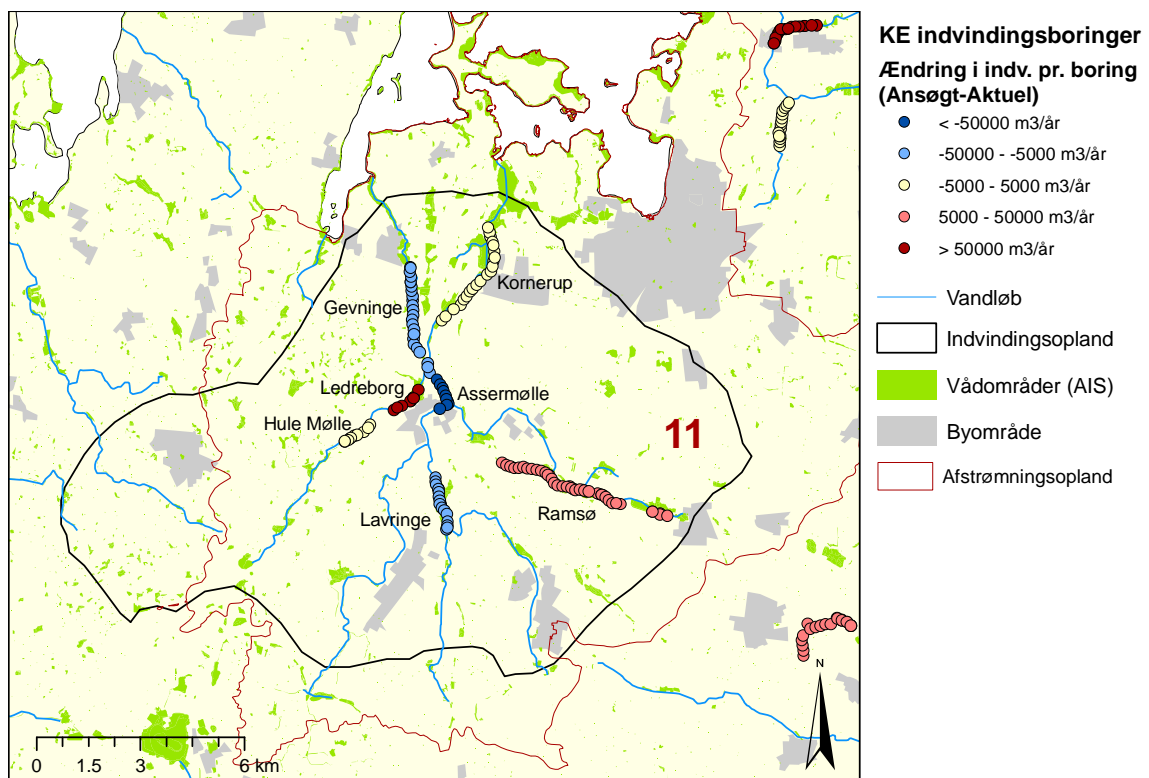 KE indvindingsboringer
Ændring i indv. pr. boring
(Ansøgt-Aktuel)
< -50000 m3/år
-50000 - -5000 m3/år
-5000 - 5000 m3/år
5000 - 50000 m3/år
> 50000 m3/år
Vandløb
Indvindingsopland
Vådområder (AIS)
Byområde
Afstrømningsopland
Kornerup
Gevninge
Ledreborg
Assermølle
Hule Mølle
11
Lavringe
Ramsø
N
0 1.5 3 6 km